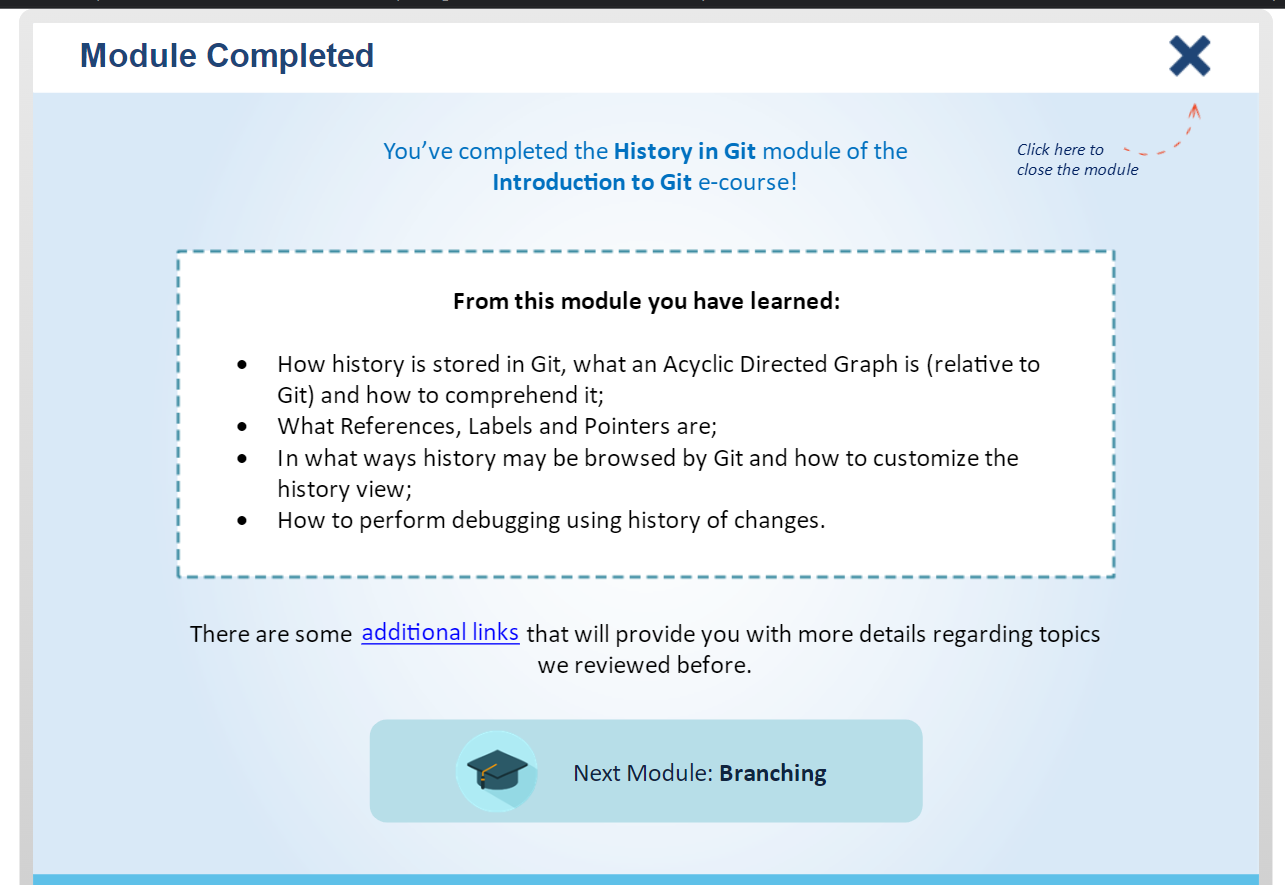 Module Completed
You've completed the History in Git module of the
Introduction to Git e-course!
Click here to
close the module
From this module you have learned:
• How history is stored in Git, what an Acyclic Directed Graph is (relative to
Git) and how to comprehend it;
• What References, Labels and Pointers are;
• In what ways history may be browsed by Git and how to customize the
history view;
• How to perform debugging using history of changes.
There are some additional links that will provide you with more details regarding topics
we reviewed before.
Next Module: Branching